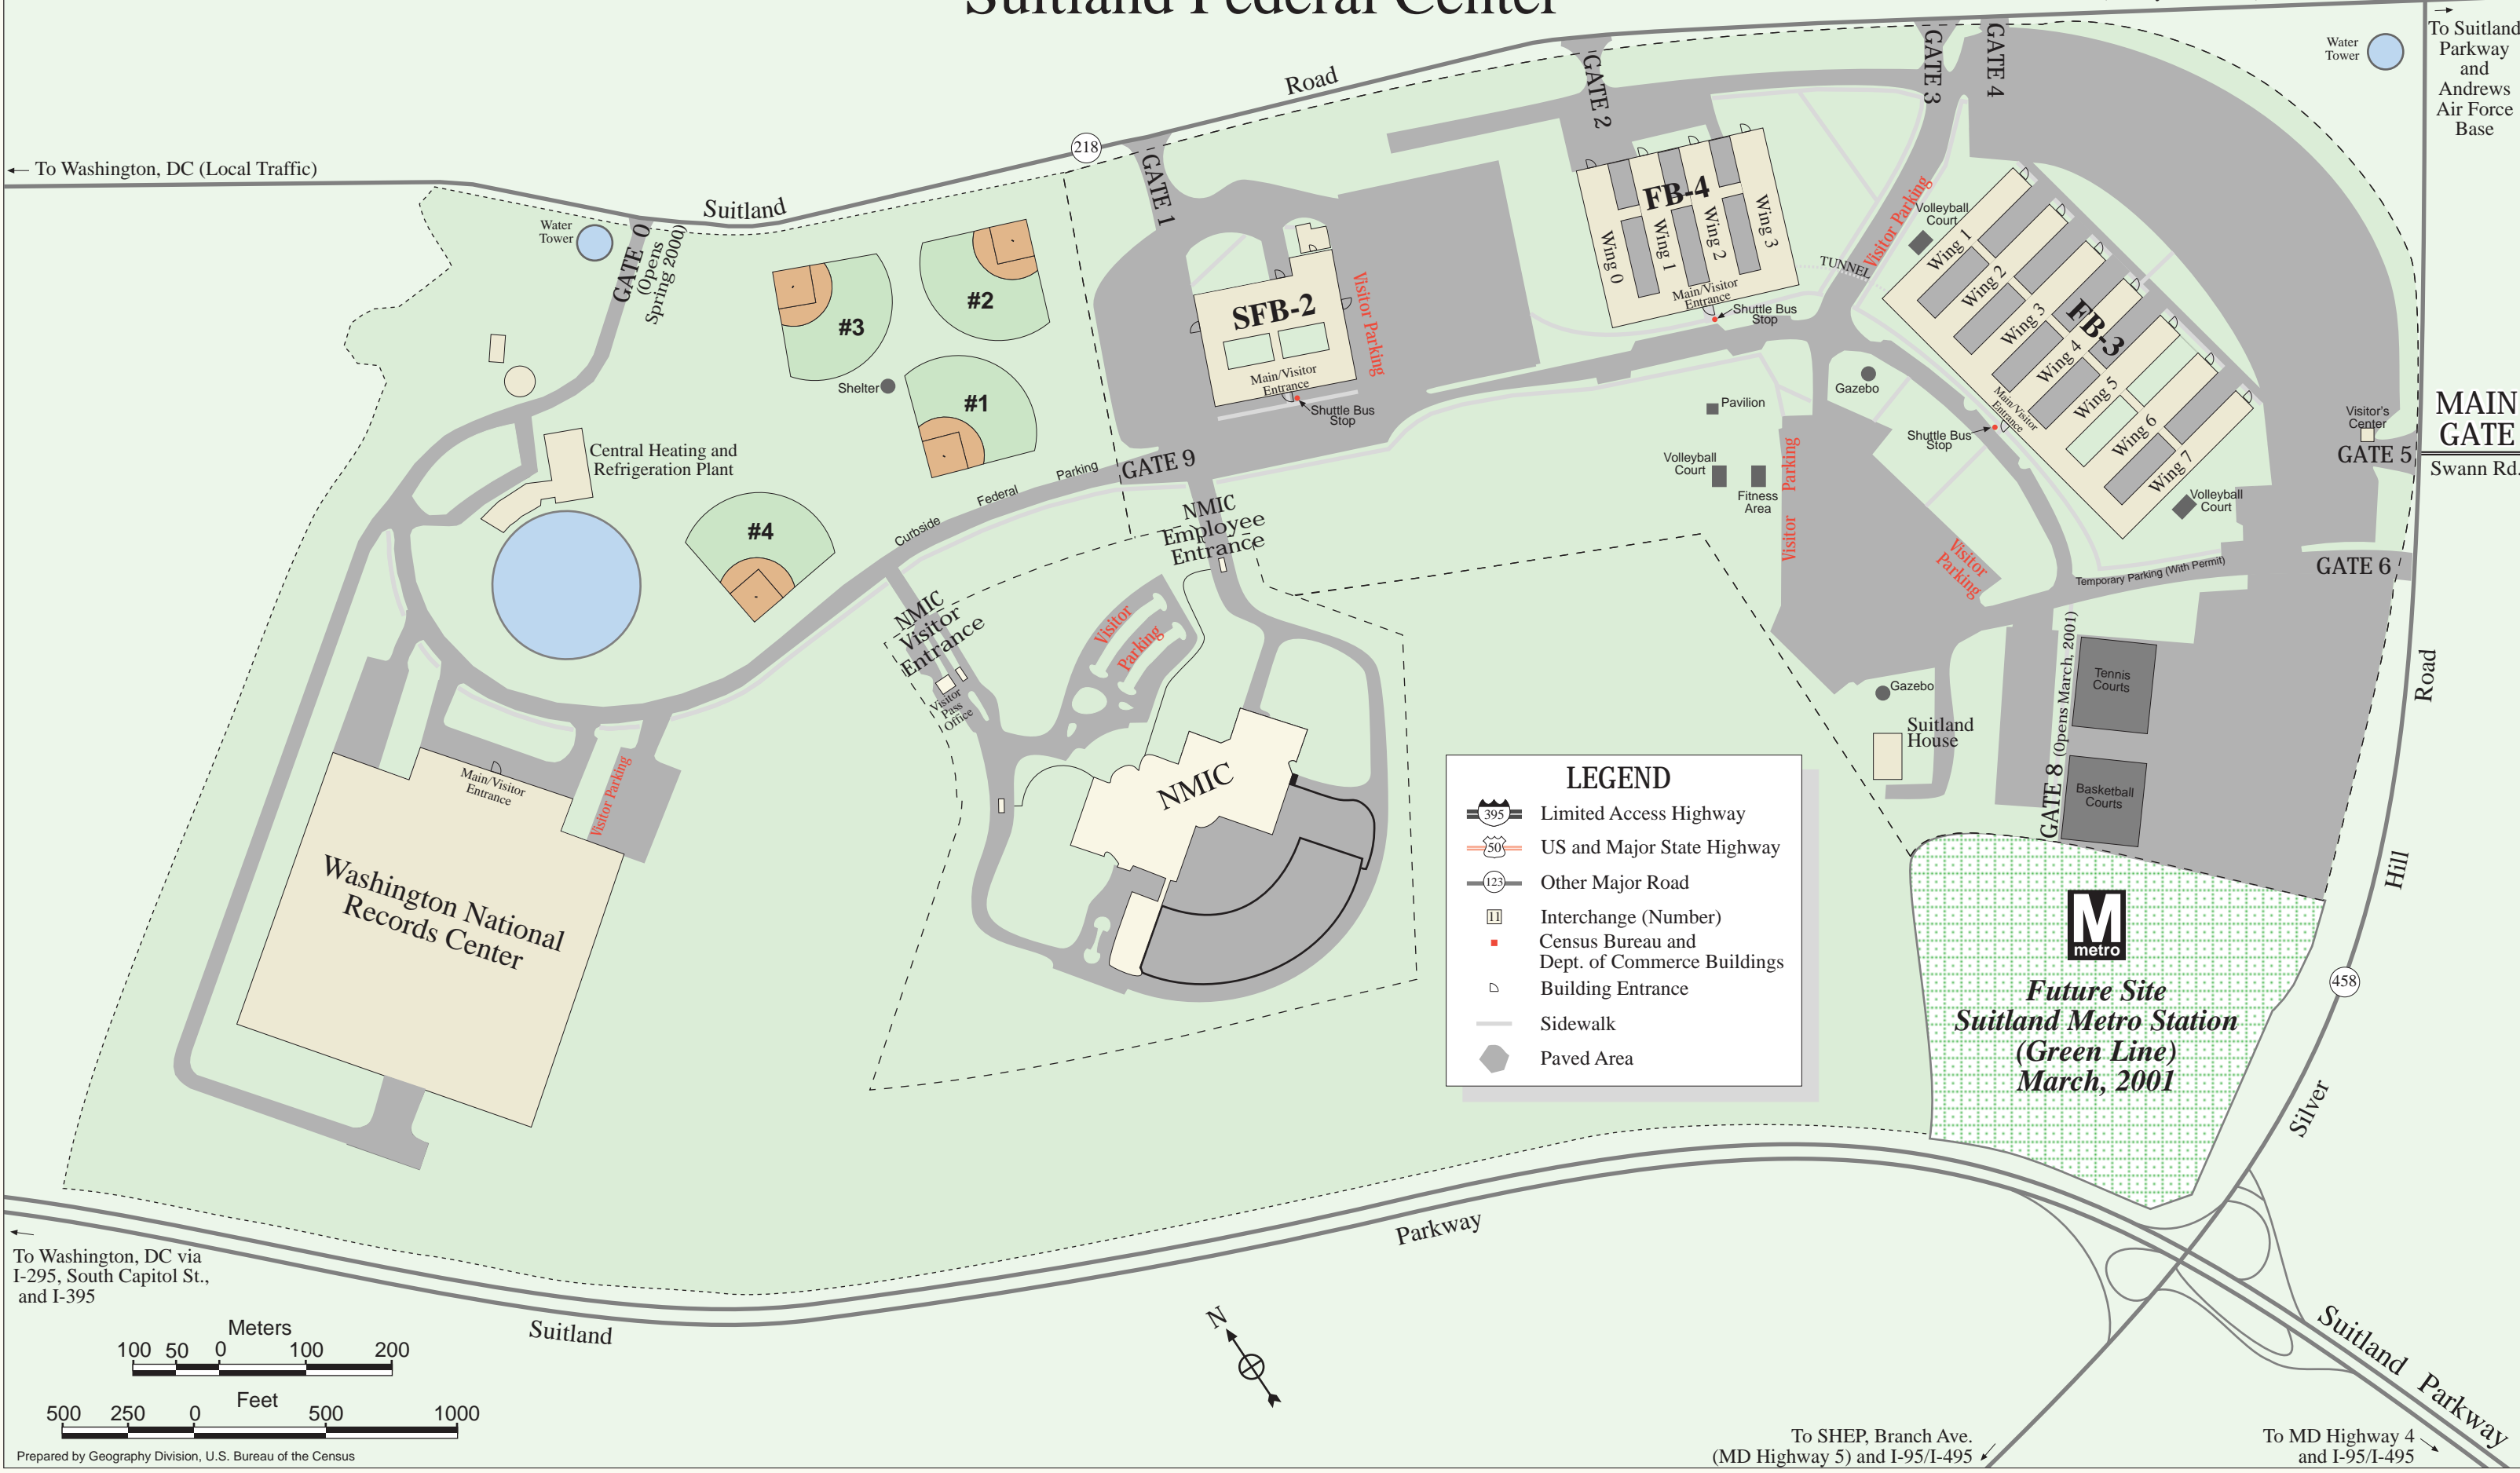 Suitland Federal Center
To Suitland
Parkway
and
Andrews
Air Force
Base
Water
Tower
Road
GATE 2
GATE 3
GATE 4
218
To Washington, DC (Local Traffic)
Suitland
GATE 1
Water
Tower
GATE 0
(Opens
Spring 2000)
#3
#2
Shelter
#1
#4
SFB-2
Main/Visitor
Entrance
Visitor Parking
Shuttle Bus
Stop
FB-4
Wing 0
Wing 1
Wing 2
Wing 3
Main/Visitor
Entrance
Shuttle Bus
Stop
TUNNEL
Visitor Parking
Volleyball
Court
FB-3
Wing 1
Wing 2
Wing 3
Wing 4
Wing 5
Wing 6
Wing 7
Main/Visitor
Entrance
Shuttle Bus
Stop
Gazebo
Pavilion
Volleyball
Court
Fitness
Area
Visitor Parking
Visitor
Parking
Volleyball
Court
Visitor's
Center
MAIN
GATE
GATE 5
Swann Rd.
GATE 6
Temporary Parking (With Permit)
Central Heating and
Refrigeration Plant
Curbside Federal Parking
GATE 9
NMIC
Employee
Entrance
NMIC
Visitor
Entrance
Visitor
Pass
Office
Visitor
Parking
NMIC
Main/Visitor
Entrance
Visitor Parking
Washington National
Records Center
Gazebo
Suitland
House
GATE 8 (Opens March, 2001)
Tennis
Courts
Basketball
Courts
Road
Hill
Silver
458
LEGEND
395 Limited Access Highway
50 US and Major State Highway
123 Other Major Road
11 Interchange (Number)
Census Bureau and
Dept. of Commerce Buildings
Building Entrance
Sidewalk
Paved Area
M
metro
Future Site
Suitland Metro Station
(Green Line)
March, 2001
To Washington, DC via
I-295, South Capitol St.,
and I-395
Suitland
Parkway
N
Suitland Parkway
Meters
100 50 0 100 200
Feet
500 250 0 500 1000
Prepared by Geography Division, U.S. Bureau of the Census
To SHEP, Branch Ave.
(MD Highway 5) and I-95/I-495
To MD Highway 4
and I-95/I-495